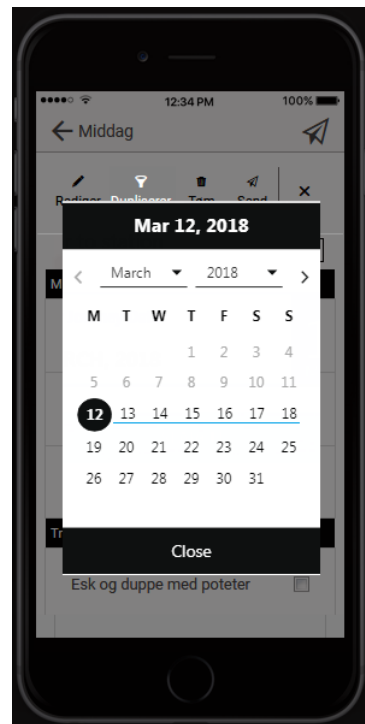 12:34 PM 100%
Middag
Rediger Dupliserer Tøm Send ×
Mar 12, 2018
March 2018
M T W T F S S
1 2 3 4
5 6 7 8 9 10 11
12 13 14 15 16 17 18
19 20 21 22 23 24 25
26 27 28 29 30 31
Close
Esk og duppe med poteter